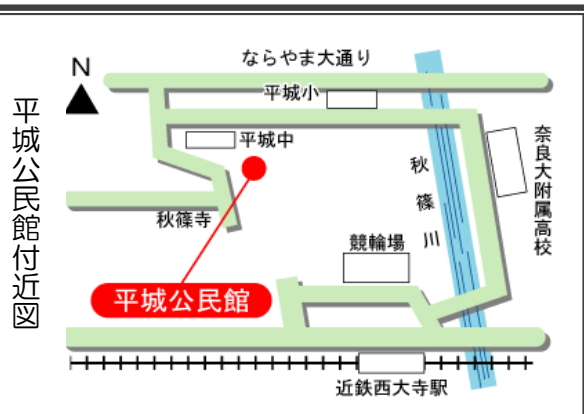 平城公民館付近図
N
ならやま大通り
平城小
平城中
奈良大附属高校
秋篠川
秋篠寺
競輪場
平城公民館
近鉄西大寺駅